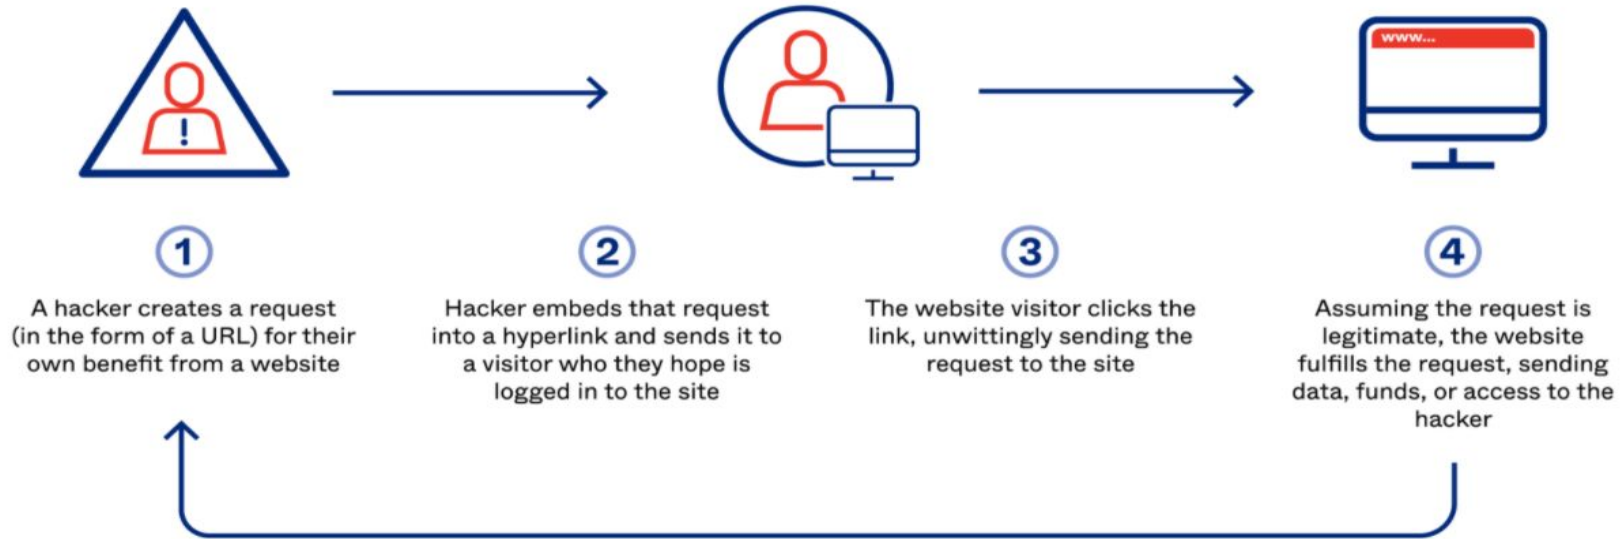 !
www...
1
A hacker creates a request
(in the form of a URL) for their
own benefit from a website
2
Hacker embeds that request
into a hyperlink and sends it to
a visitor who they hope is
logged in to the site
3
The website visitor clicks the
link, unwittingly sending the
request to the site
4
Assuming the request is
legitimate, the website
fulfills the request, sending
data, funds, or access to the
hacker